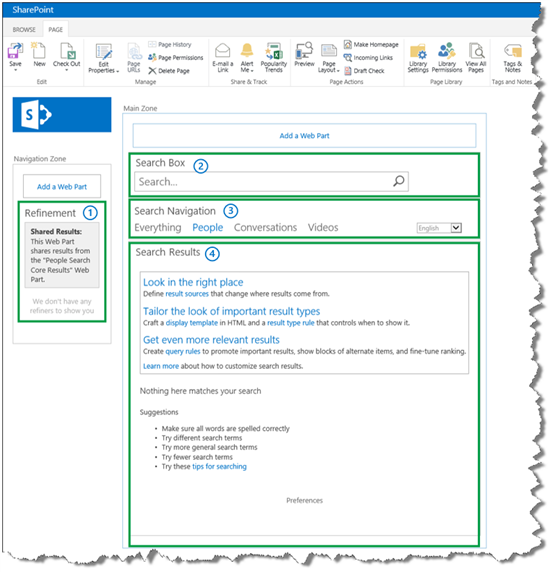 SharePoint
BROWSE PAGE
Save
New
Check Out
Edit
Edit
Properties
Page
URLs
Page History
Page Permissions
Delete Page
Manage
E-mail a
Link
Alert
Me
Popularity
Trends
Share & Track
Preview
Page
Layout
Make Homepage
Incoming Links
Draft Check
Page Actions
Library
Settings
Library
Permissions
View All
Pages
Page Library
Tags &
Notes
Tags and Notes
S
Navigation Zone
Add a Web Part
Refinement 1
Shared Results:
This Web Part
shares results from
the "People Search
Core Results" Web
Part.
We don't have any
refiners to show you
Main Zone
Add a Web Part
Search Box 2
Search...
Search Navigation 3
Everything People Conversations Videos English
Search Results 4
Look in the right place
Define result sources that change where results come from.
Tailor the look of important result types
Craft a display template in HTML and a result type rule that controls when to show it.
Get even more relevant results
Create query rules to promote important results, show blocks of alternate items, and fine-tune ranking.
Learn more about how to customize search results.
Nothing here matches your search
Suggestions
• Make sure all words are spelled correctly
• Try different search terms
• Try more general search terms
• Try fewer search terms
• Try these tips for searching
Preferences